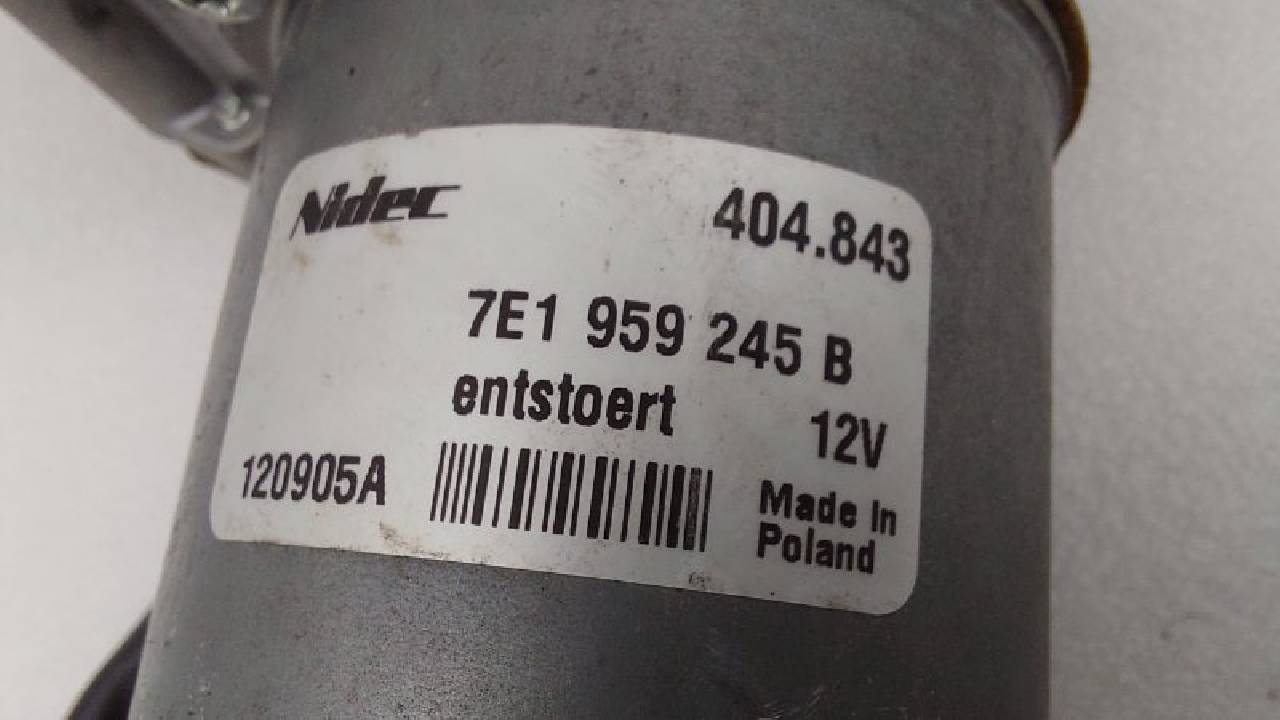 Nidec
404.843
7E1 959 245 B
entstoert
12V
120905A
Made In
Poland